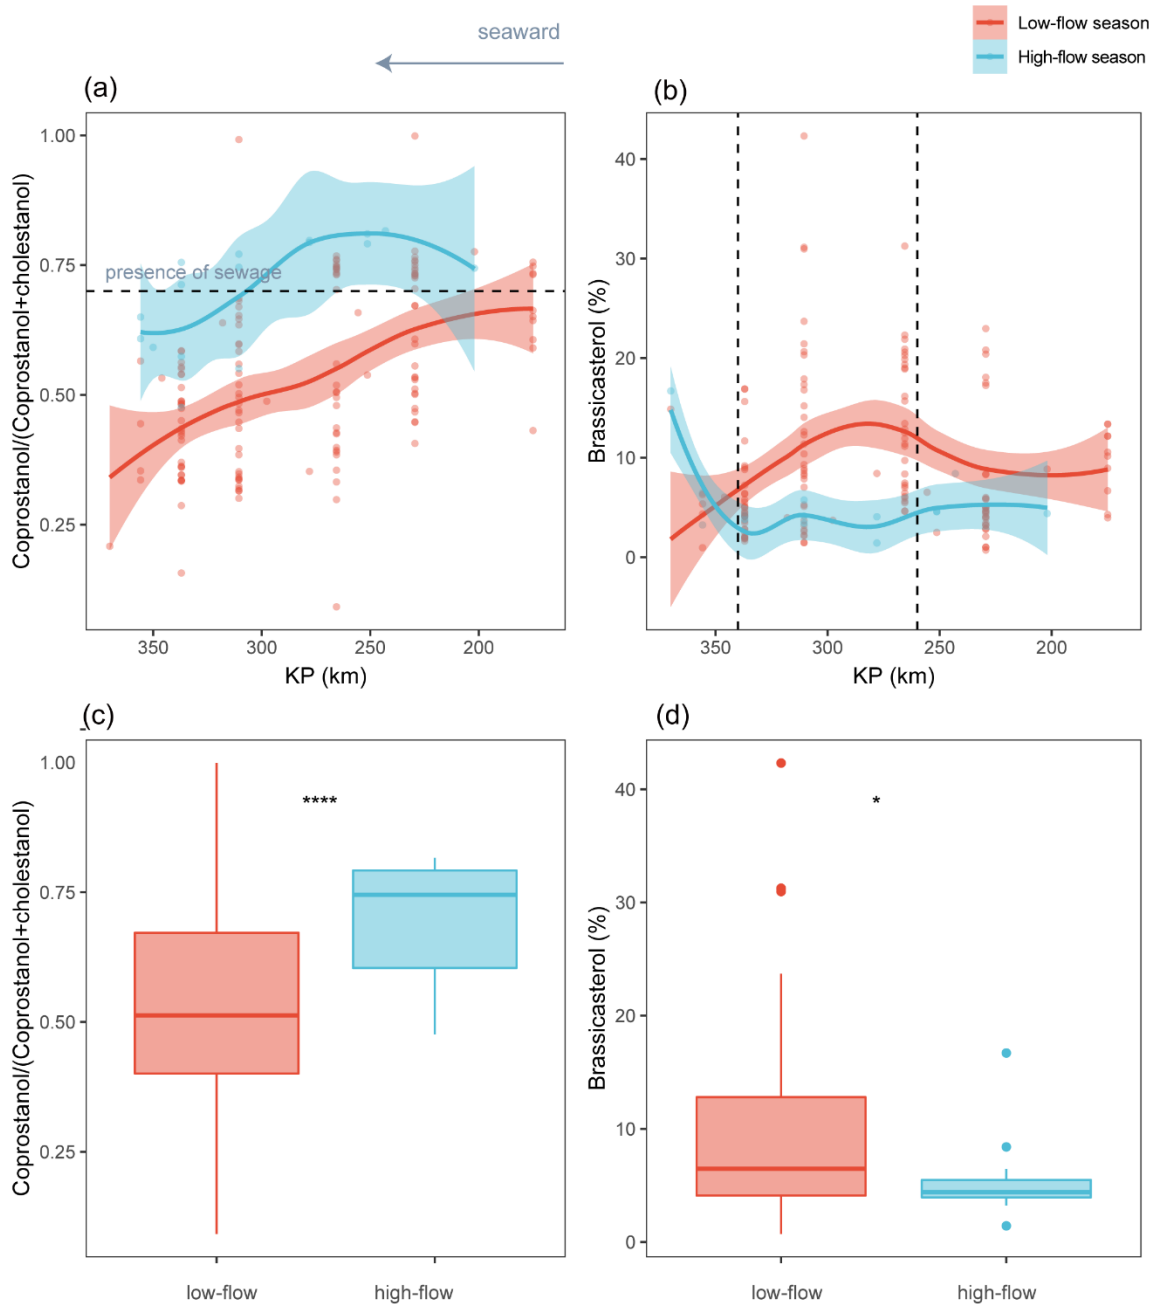 seaward
Low-flow season
High-flow season
(a)
Coprostanol/(Coprostanol+cholestanol)
1.00
0.75
0.50
0.25
presence of sewage
350
300
250
200
KP (km)
(b)
Brassicasterol (%)
40
30
20
10
0
350
300
250
200
KP (km)
(c)
Coprostanol/(Coprostanol+cholestanol)
1.00
0.75
0.50
0.25
****
low-flow
high-flow
(d)
Brassicasterol (%)
40
30
20
10
0
*
low-flow
high-flow